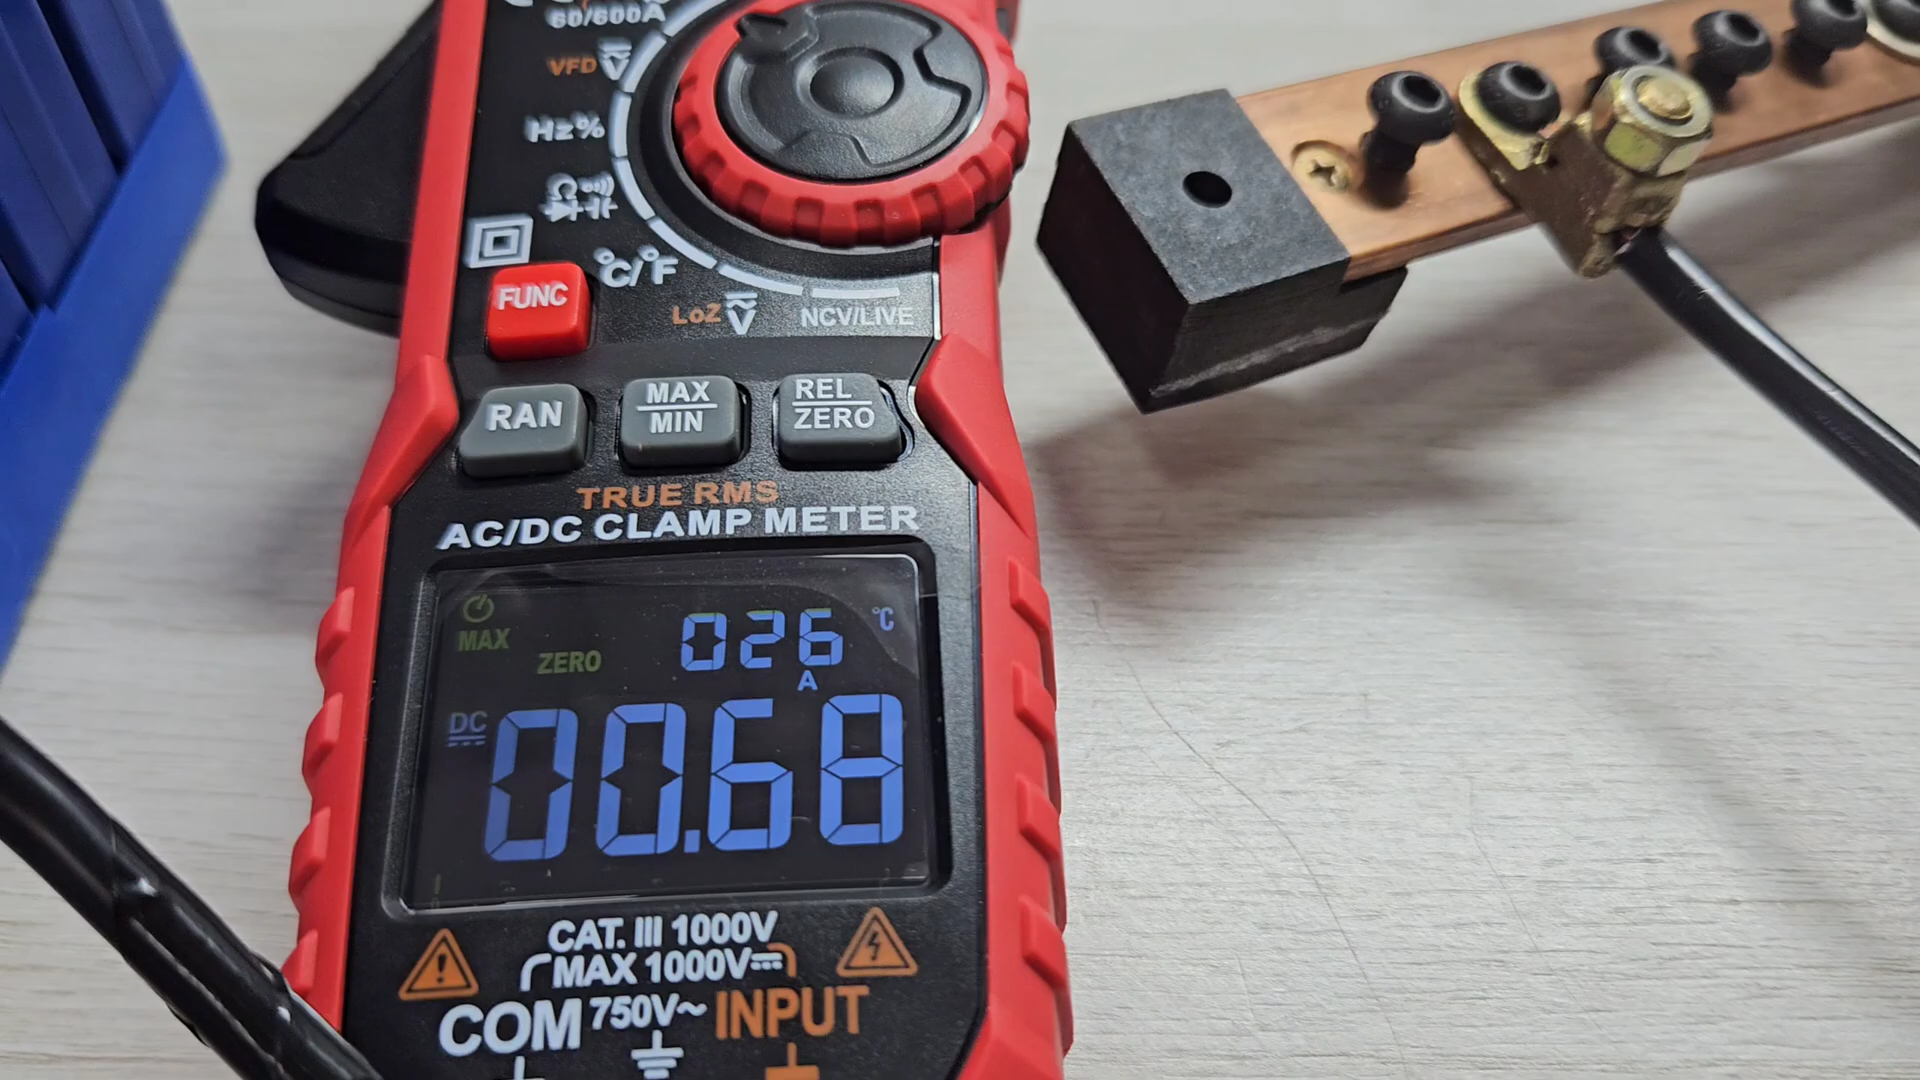 60/600A
VFD V
Hz%
°C/°F
FUNC
LoZ V
NCV/LIVE
RAN
MAX
MIN
REL
ZERO
TRUE RMS
AC/DC CLAMP METER
MAX
ZERO
026 °C
A
DC
00.68
CAT. III 1000V
MAX 1000V
COM 750V~ INPUT